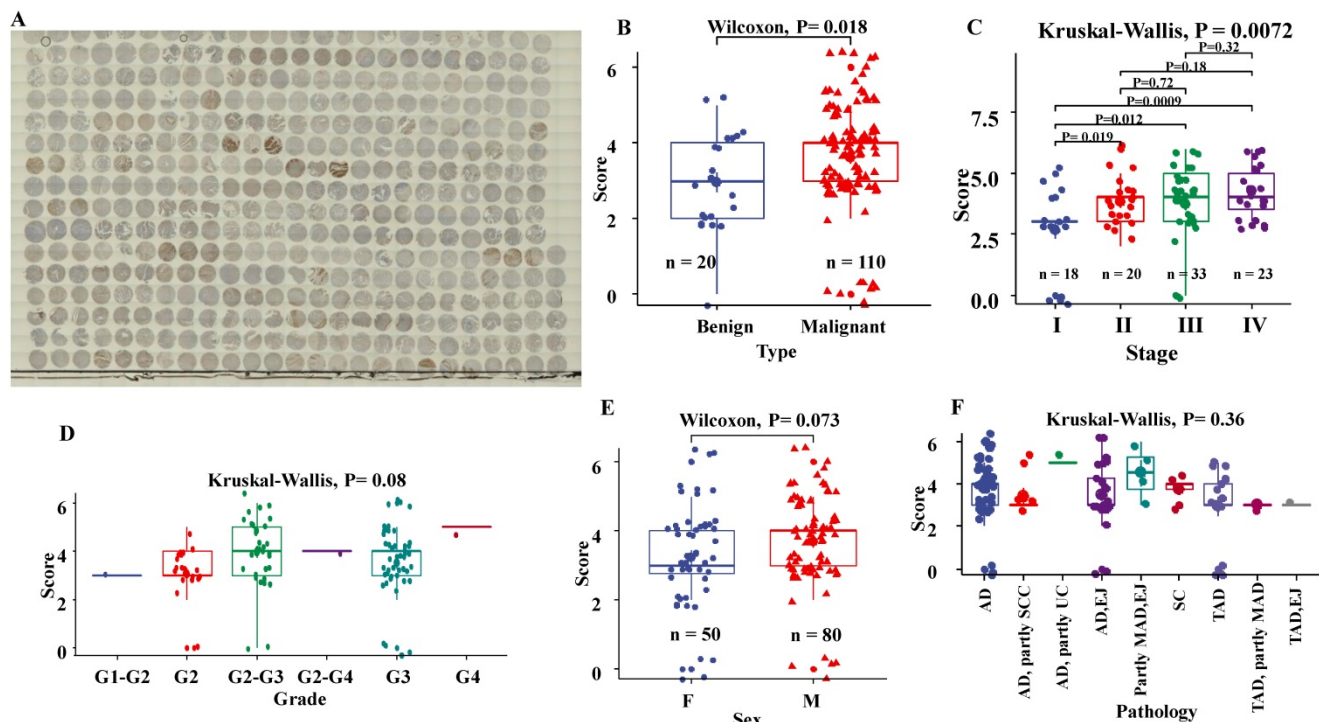 A
B
Wilcoxon, P = 0.018
Score
6
4
2
0
n = 20
n = 110
Benign
Malignant
Type
C
Kruskal-Wallis, P = 0.0072
P=0.32
P=0.18
P=0.72
P=0.0009
P=0.012
P= 0.019
Score
7.5
5.0
2.5
0.0
n = 18
n = 20
n = 33
n = 23
I
II
III
IV
Stage
D
Kruskal-Wallis, P= 0.08
Score
6
4
2
0
G1-G2
G2
G2-G3
G2-G4
G3
G4
Grade
E
Wilcoxon, P= 0.073
Score
6
4
2
0
n = 50
n = 80
F
M
Sex
F
Kruskal-Wallis, P= 0.36
Score
6
4
2
0
AD
AD, partly SCC
AD, partly UC
AD,EJ
Partly MAD,EJ
SC
TAD
TAD, partly MAD
TAD,EJ
Pathology